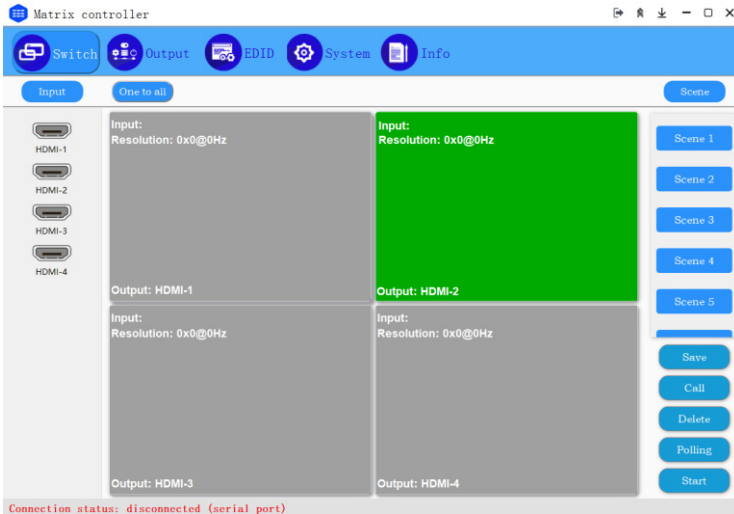 Matrix controller
Switch
Output
EDID
System
Info
Input
One to all
Scene
HDMI-1
HDMI-2
HDMI-3
HDMI-4
Input:
Resolution: 0x0@0Hz
Output: HDMI-1
Input:
Resolution: 0x0@0Hz
Output: HDMI-2
Input:
Resolution: 0x0@0Hz
Output: HDMI-3
Input:
Resolution: 0x0@0Hz
Output: HDMI-4
Scene 1
Scene 2
Scene 3
Scene 4
Scene 5
Save
Call
Delete
Polling
Start
Connection status: disconnected (serial port)